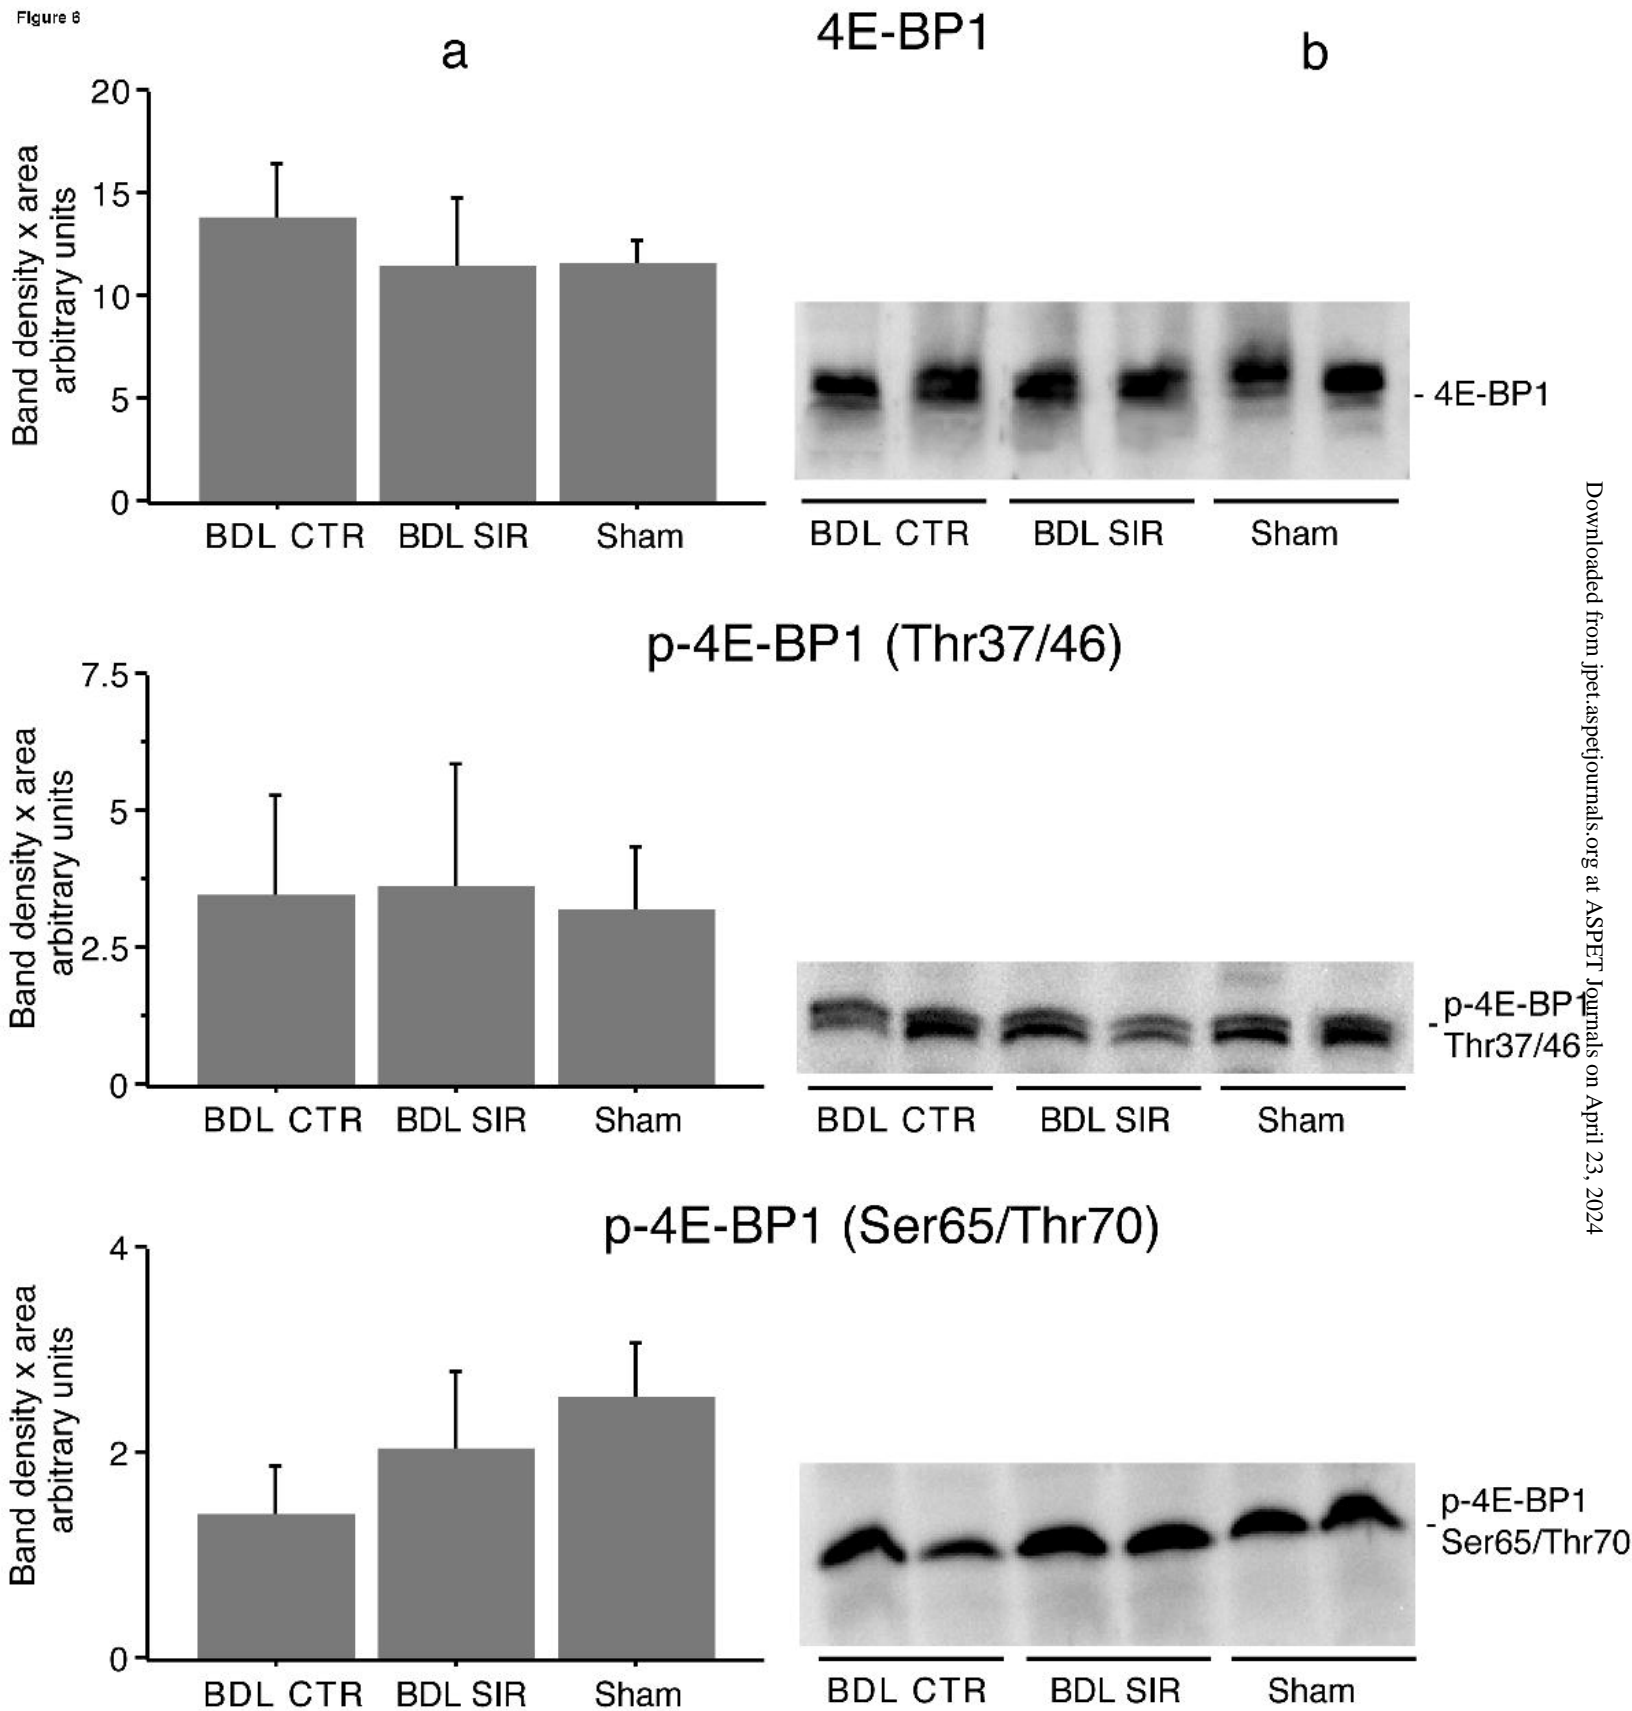 Figure 6
a
4E-BP1
b
Band density x area
arbitrary units
20
15
10
5
0
BDL CTR
BDL SIR
Sham
- 4E-BP1
BDL CTR
BDL SIR
Sham
p-4E-BP1 (Thr37/46)
Band density x area
arbitrary units
7.5
5
2.5
0
BDL CTR
BDL SIR
Sham
- p-4E-BP1
Thr37/46
BDL CTR
BDL SIR
Sham
p-4E-BP1 (Ser65/Thr70)
Band density x area
arbitrary units
4
2
0
BDL CTR
BDL SIR
Sham
- p-4E-BP1
Ser65/Thr70
BDL CTR
BDL SIR
Sham
Downloaded from jpet.aspetjournals.org at ASPET Journals on April 23, 2024